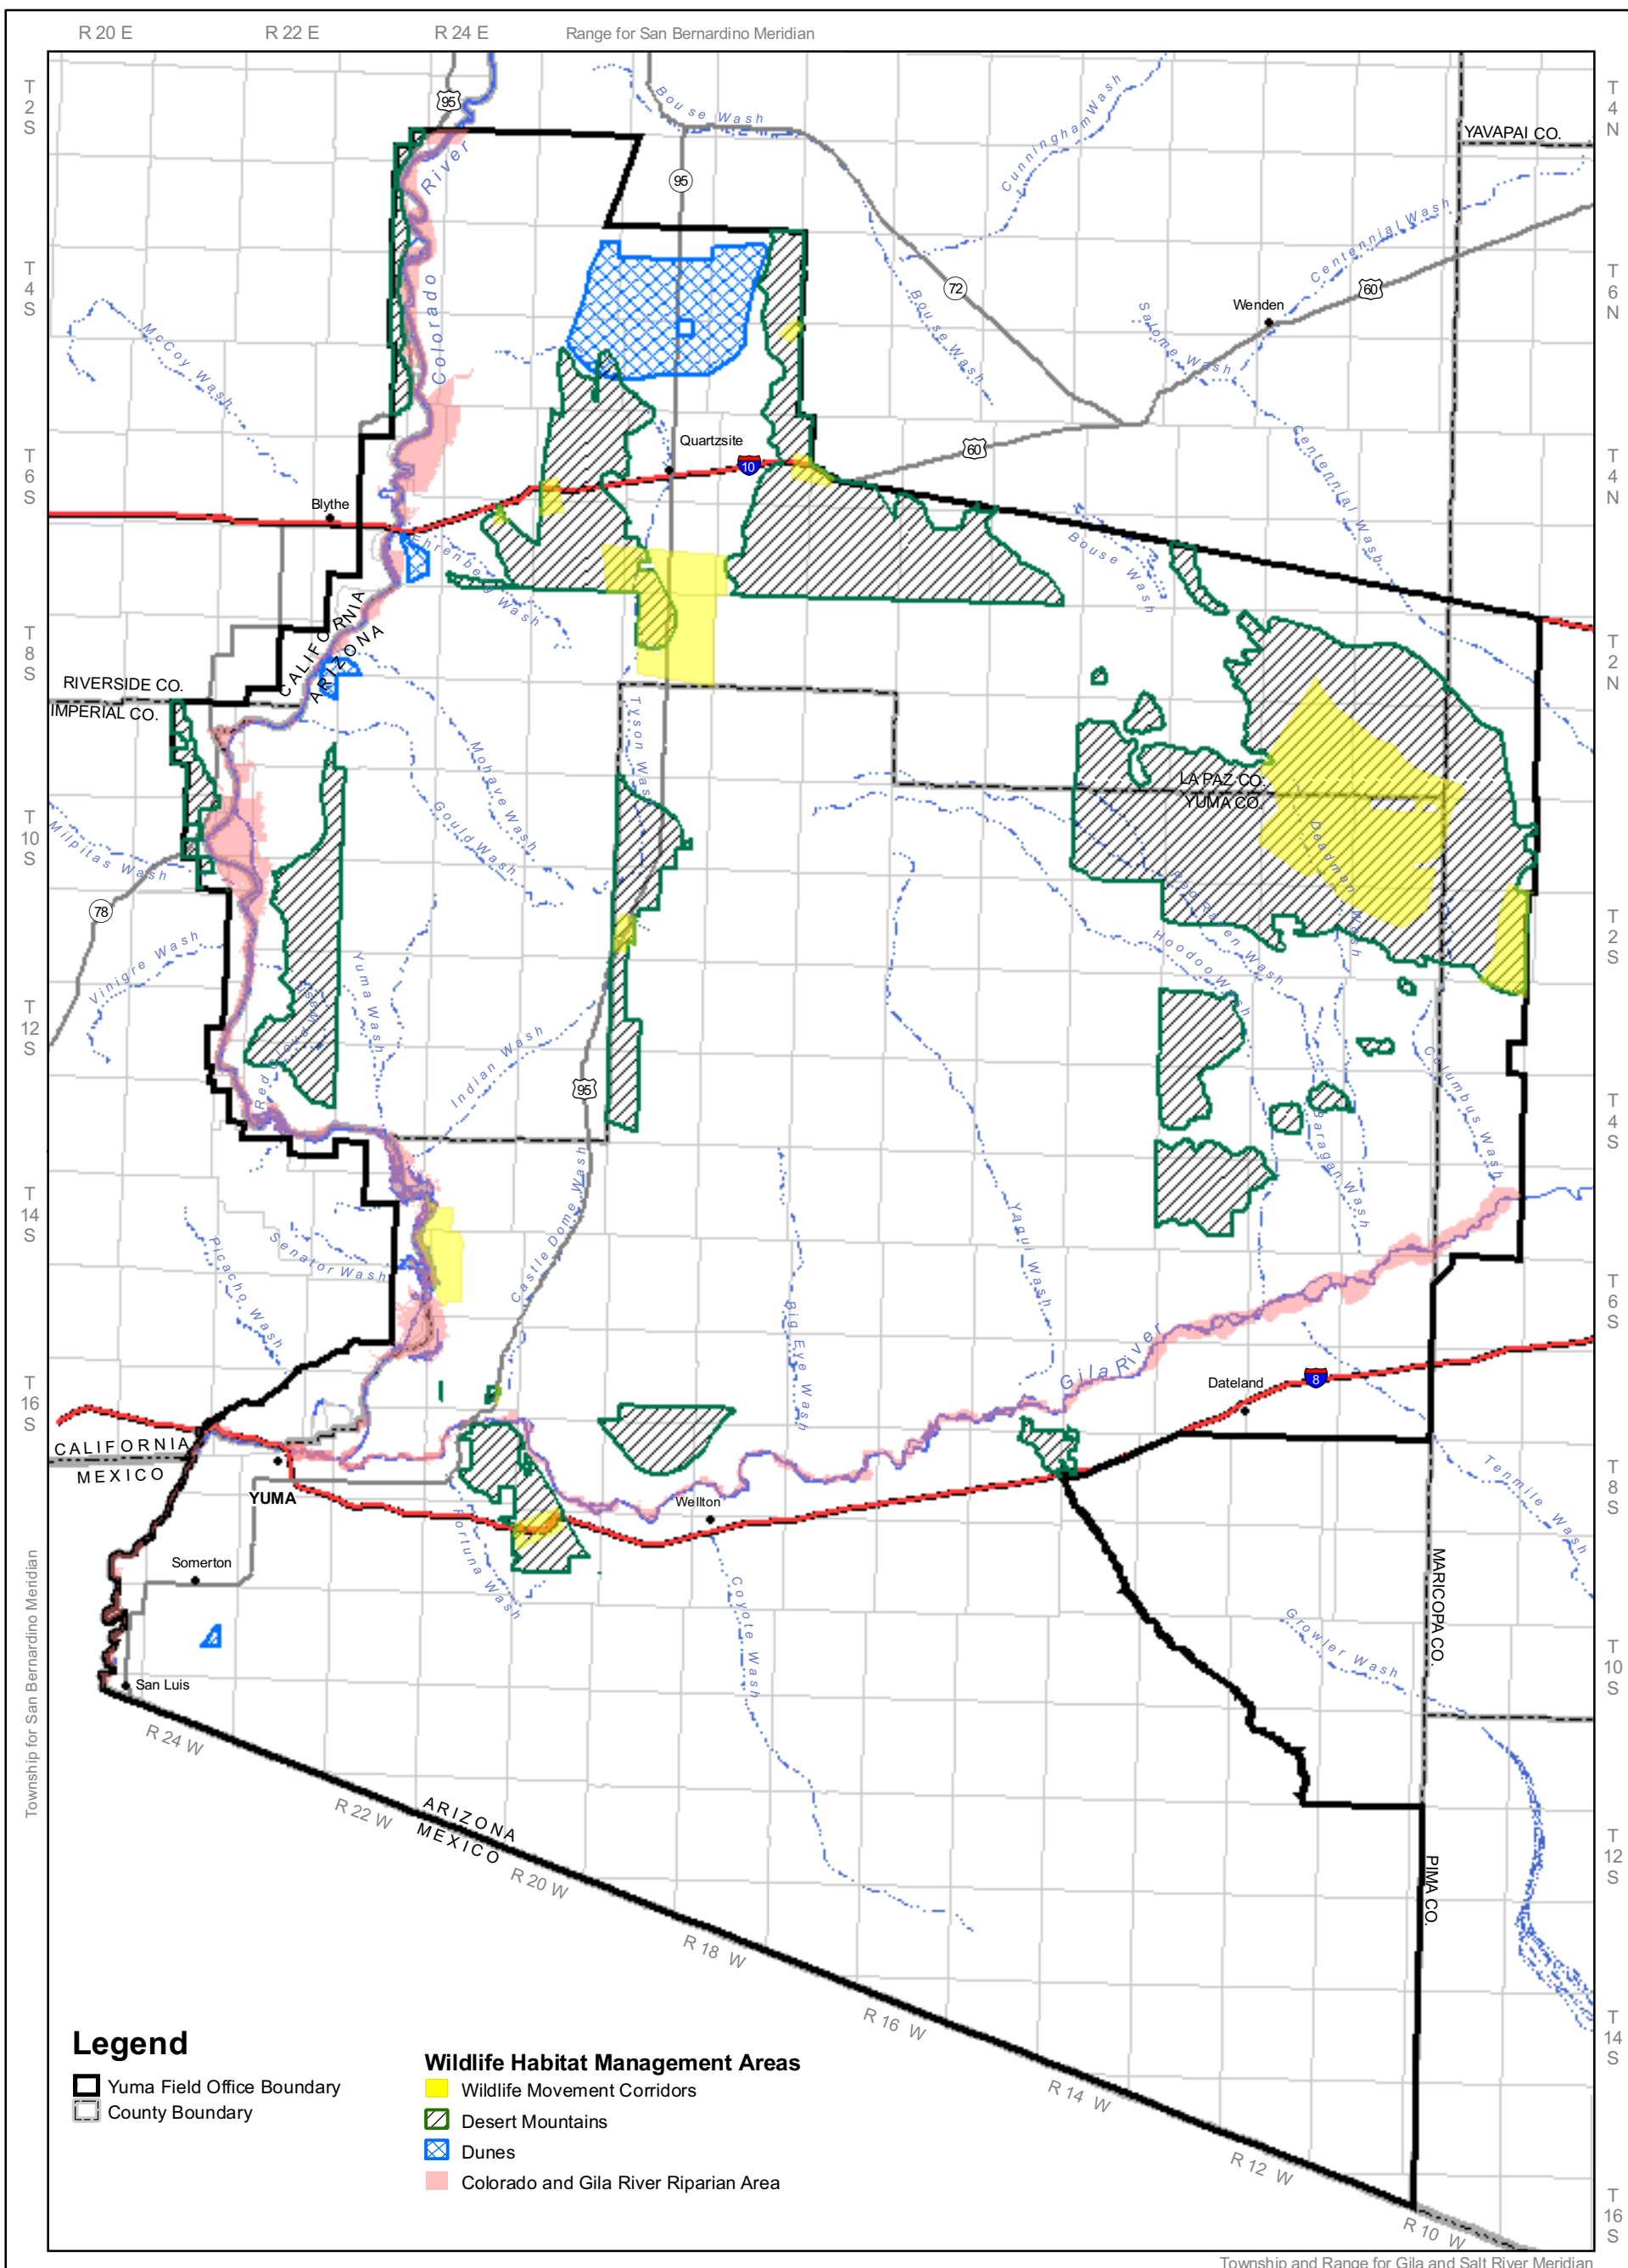 R 20 E
R 22 E
R 24 E
Range for San Bernardino Meridian
T
2
S
T
4
N
95
Bouse Wash
Cunningham Wash
YAVAPAI CO.
95
Colorado River
Centennial Wash
T
4
S
T
6
N
72
60
Wenden
McCoy Wash
Bouse Wash
Salome Wash
T
6
S
T
4
N
Quartzsite
10
60
Centennial Wash
Blythe
Ehrenberg Wash
Bouse Wash
CALIFORNIA
ARIZONA
T
8
S
T
2
N
RIVERSIDE CO.
IMPERIAL CO.
Tyson Wash
Mohave Wash
Gould Wash
LA PAZ CO.
YUMA CO.
Deadman Wash
T
10
S
Milpitas Wash
78
Red Raven Wash
Hoodoo Wash
T
2
S
Vinigre Wash
Yuma Wash
Red Cloud Wash
Indian Wash
T
12
S
95
Columbus Wash
T
4
S
Baragan Wash
T
14
S
Picacho Wash
Senator Wash
Castle Dome Wash
Yaqui Wash
Big Eye Wash
T
6
S
Gila River
8
Dateland
T
16
S
CALIFORNIA
MEXICO
YUMA
Wellton
T
8
S
Tenmile Wash
Fortuna Wash
Somerton
Coyote Wash
MARICOPA CO.
Growler Wash
T
10
S
San Luis
Township for San Bernardino Meridian
R 24 W
R 22 W
ARIZONA
MEXICO
R 20 W
T
12
S
PIMA CO.
R 18 W
R 16 W
T
14
S
R 14 W
R 12 W
T
16
S
R 10 W
Legend
Yuma Field Office Boundary
County Boundary
Wildlife Habitat Management Areas
Wildlife Movement Corridors
Desert Mountains
Dunes
Colorado and Gila River Riparian Area
Township and Range for Gila and Salt River Meridian